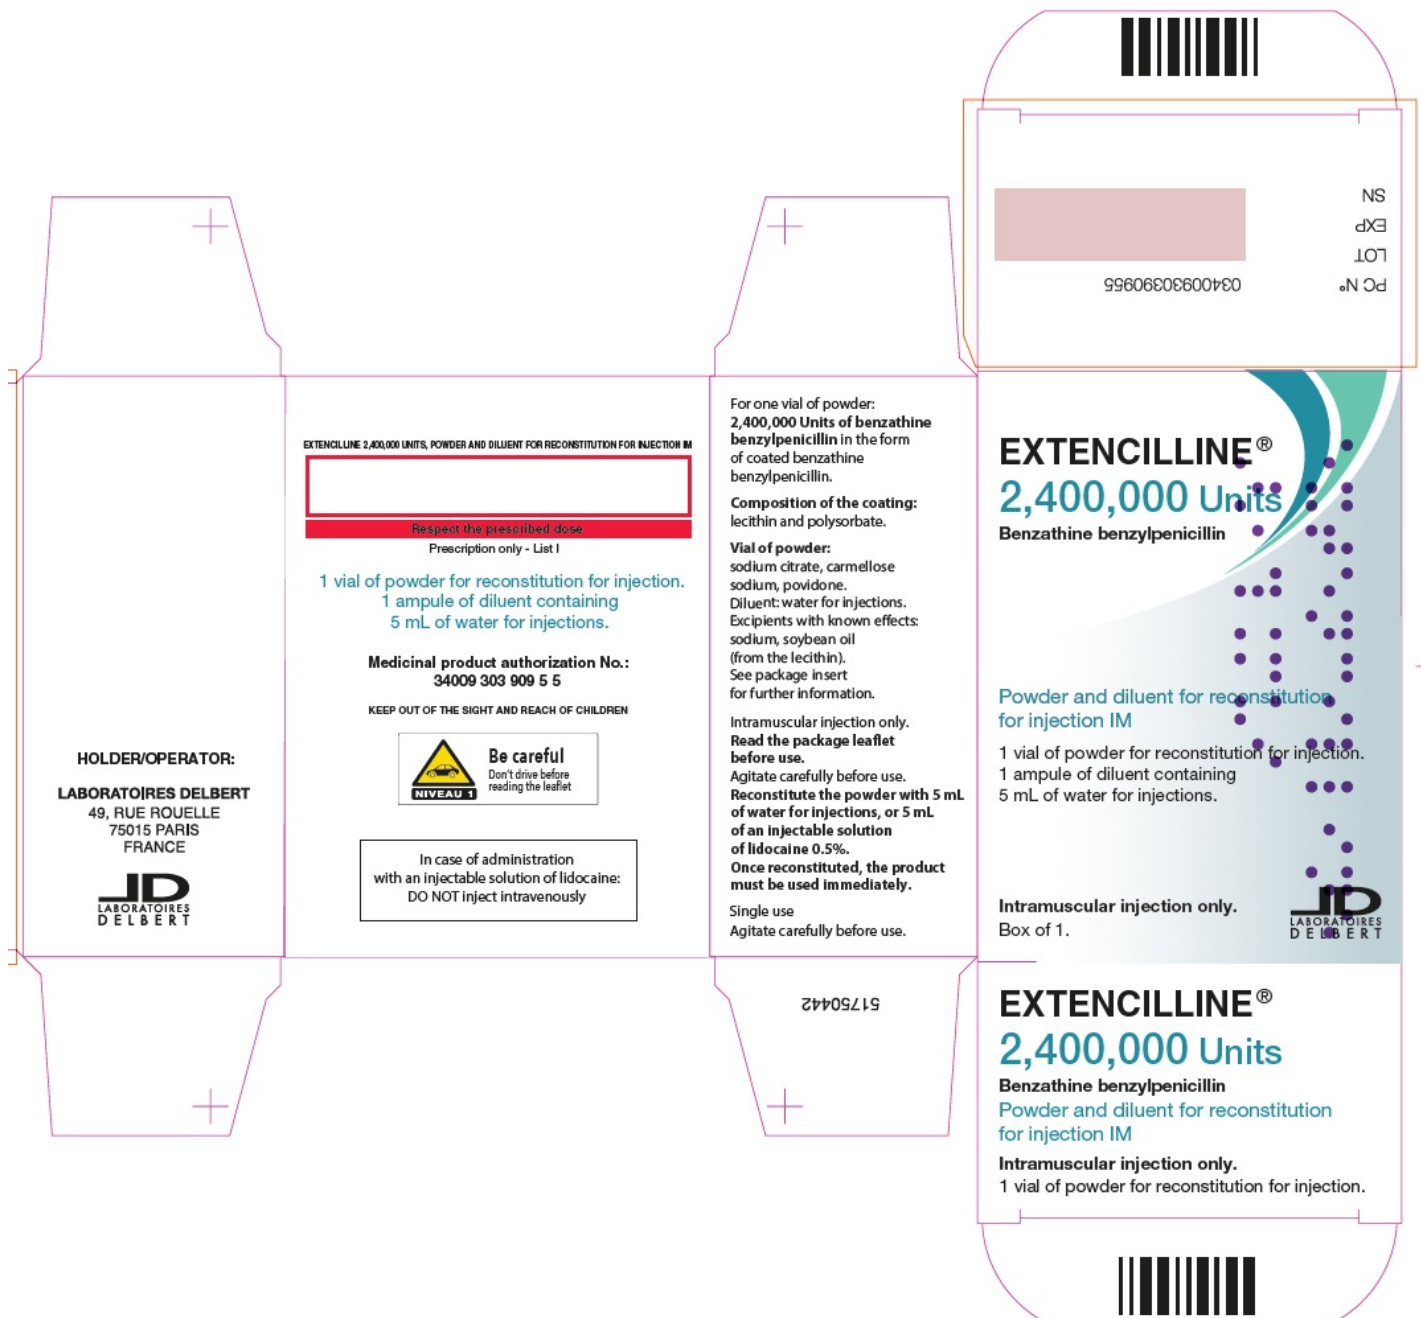 SN
EXP
LOT
PC N° 03400930390955
HOLDER/OPERATOR:
LABORATOIRES DELBERT
49, RUE ROUELLE
75015 PARIS
FRANCE
LD
LABORATOIRES
DELBERT
EXTENCILLINE 2,400,000 UNITS, POWDER AND DILUENT FOR RECONSTITUTION FOR INJECTION IM
Respect the prescribed dose
Prescription only - List I
1 vial of powder for reconstitution for injection.
1 ampule of diluent containing
5 mL of water for injections.
Medicinal product authorization No.:
34009 303 909 5 5
KEEP OUT OF THE SIGHT AND REACH OF CHILDREN
NIVEAU 1
Be careful
Don't drive before
reading the leaflet
In case of administration
with an injectable solution of lidocaine:
DO NOT inject intravenously
For one vial of powder:
2,400,000 Units of benzathine
benzylpenicillin in the form
of coated benzathine
benzylpenicillin.
Composition of the coating:
lecithin and polysorbate.
Vial of powder:
sodium citrate, carmellose
sodium, povidone.
Diluent: water for injections.
Excipients with known effects:
sodium, soybean oil
(from the lecithin).
See package insert
for further information.
Intramuscular injection only.
Read the package leaflet
before use.
Agitate carefully before use.
Reconstitute the powder with 5 mL
of water for injections, or 5 mL
of an injectable solution
of lidocaine 0.5%.
Once reconstituted, the product
must be used immediately.
Single use
Agitate carefully before use.
51750442
EXTENCILLINE®
2,400,000 Units
Benzathine benzylpenicillin
Powder and diluent for reconstitution
for injection IM
1 vial of powder for reconstitution for injection.
1 ampule of diluent containing
5 mL of water for injections.
Intramuscular injection only.
Box of 1.
LD
LABORATOIRES
DELBERT
EXTENCILLINE®
2,400,000 Units
Benzathine benzylpenicillin
Powder and diluent for reconstitution
for injection IM
Intramuscular injection only.
1 vial of powder for reconstitution for injection.